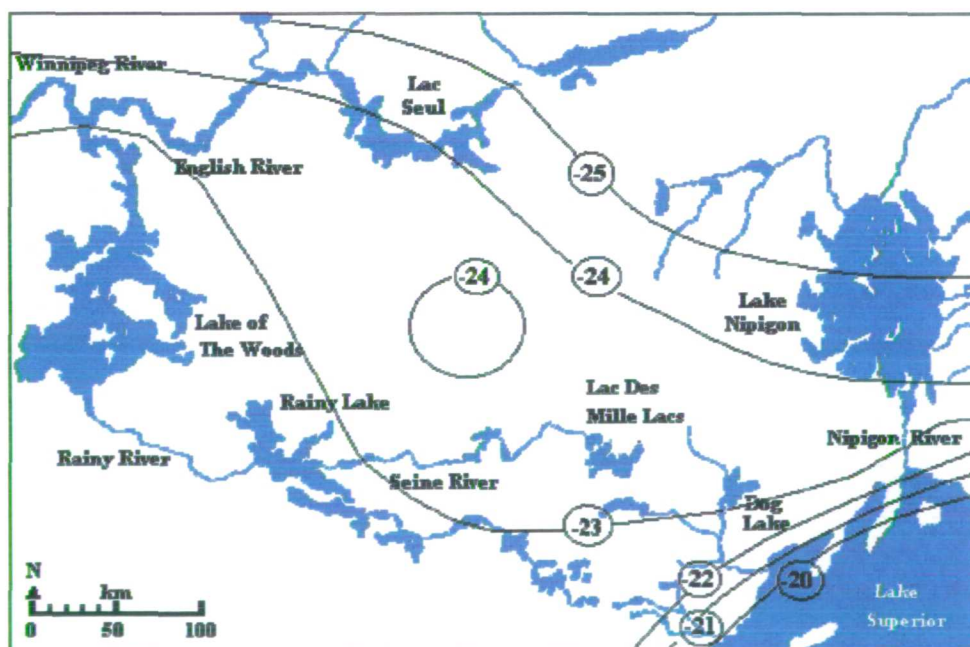 Winnipeg River
Lac
Seul
English River
-25
-24
-24
Lake
Nipigon
Lake of
The Woods
Lac Des
Mille Lacs
Rainy Lake
Nipigon River
Rainy River
Seine River
Dog
Lake
-23
-22
-20
-21
Lake
Superior
N
km
0 50 100